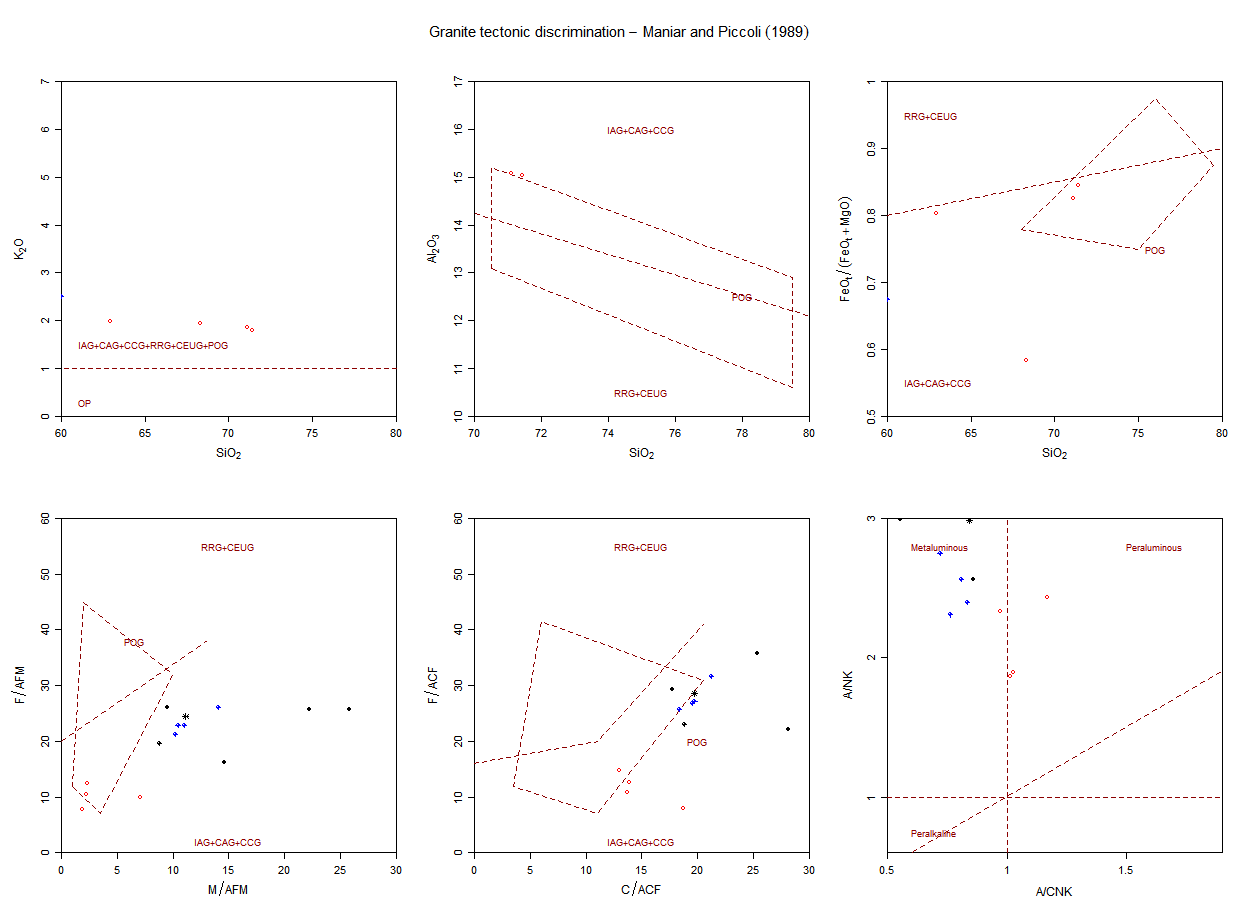 Granite tectonic discrimination – Maniar and Piccoli (1989)
7
6
5
4
3
2
1
0
K₂O
IAG+CAG+CCG+RRG+CEUG+POG
OP
60 65 70 75 80
SiO₂
17
16
15
14
13
12
11
10
Al₂O₃
IAG+CAG+CCG
POG
RRG+CEUG
70 72 74 76 78 80
SiO₂
1
0.9
0.8
0.7
0.6
0.5
FeOt/(FeOt+MgO)
RRG+CEUG
POG
IAG+CAG+CCG
60 65 70 75 80
SiO₂
60
50
40
30
20
10
0
F/AFM
RRG+CEUG
POG
IAG+CAG+CCG
0 5 10 15 20 25 30
M/AFM
60
50
40
30
20
10
0
F/ACF
RRG+CEUG
POG
IAG+CAG+CCG
0 5 10 15 20 25 30
C/ACF
3
2
1
A/NK
Metaluminous
Peraluminous
Peralkaline
0.5 1 1.5
A/CNK